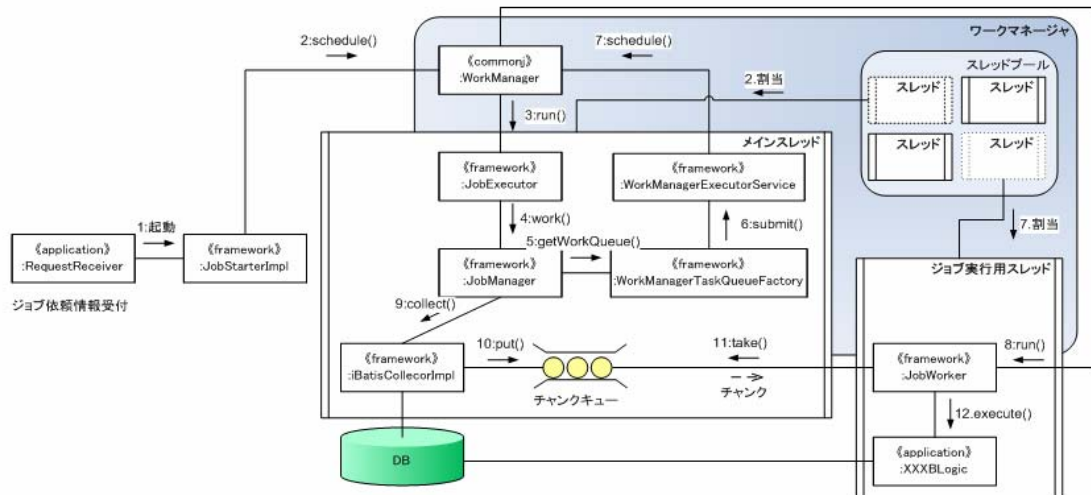 ワークマネージャ
2:schedule()
7:schedule()
《commonj》
:WorkManager
スレッドプール
2.割当
スレッド
スレッド
スレッド
スレッド
3:run()
メインスレッド
《framework》
:JobExecutor
《framework》
:WorkManagerExecutorService
4:work()
6:submit()
7.割当
1:起動
5:getWorkQueue()
《application》
:RequestReceiver
《framework》
:JobStarterImpl
《framework》
:JobManager
《framework》
:WorkManagerTaskQueueFactory
ジョブ実行用スレッド
ジョブ依頼情報受付
9:collect()
10:put()
11:take()
8:run()
《framework》
:iBatisCollecorImpl
チャンクキュー
チャンク
《framework》
:JobWorker
12.execute()
DB
《application》
:XXXBLogic